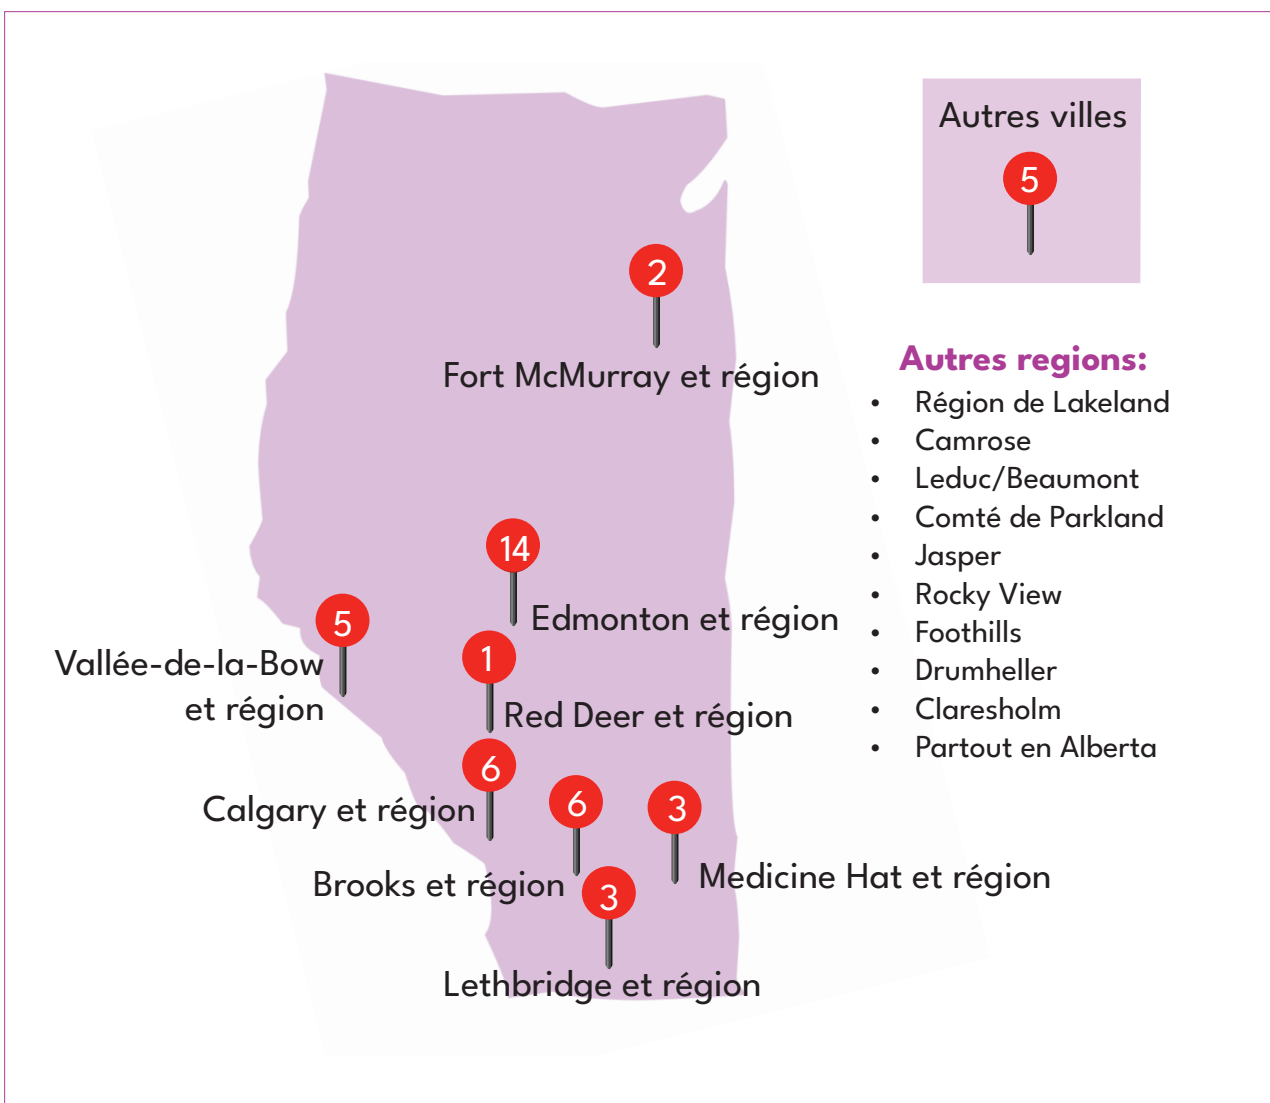 Autres villes
5
2
Fort McMurray et région
Autres regions:
• Région de Lakeland
• Camrose
• Leduc/Beaumont
• Comté de Parkland
• Jasper
• Rocky View
• Foothills
• Drumheller
• Claresholm
• Partout en Alberta
14
Edmonton et région
5
Vallée-de-la-Bow
et région
1
Red Deer et région
6
Calgary et région
6
Brooks et région
3
Medicine Hat et région
3
Lethbridge et région